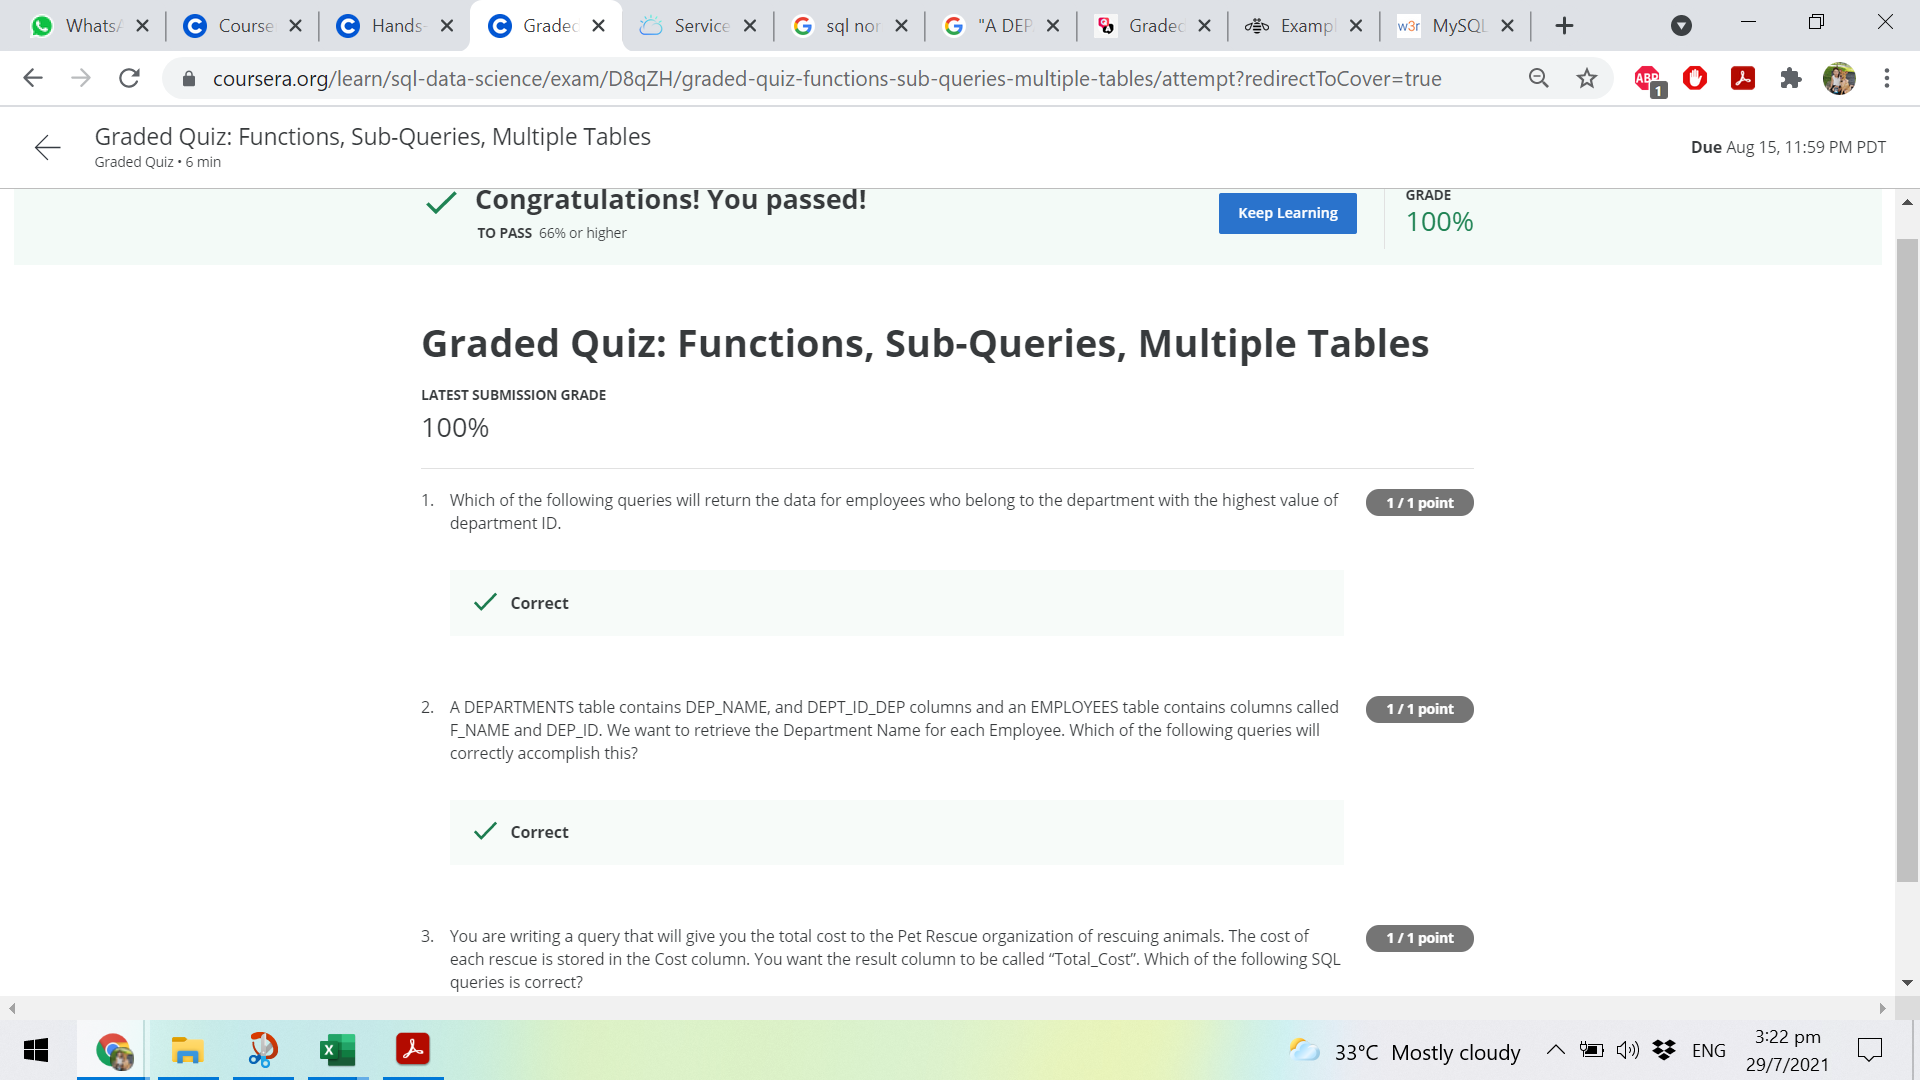 WhatsA
Course
Hands-
Graded
Service
sql nor
"A DEP
Graded
Exampl
w3r MySQL
coursera.org/learn/sql-data-science/exam/D8qZH/graded-quiz-functions-sub-queries-multiple-tables/attempt?redirectToCover=true
ABP
1
Graded Quiz: Functions, Sub-Queries, Multiple Tables
Graded Quiz • 6 min
Due Aug 15, 11:59 PM PDT
Congratulations! You passed!
TO PASS 66% or higher
Keep Learning
GRADE
100%
Graded Quiz: Functions, Sub-Queries, Multiple Tables
LATEST SUBMISSION GRADE
100%
1. Which of the following queries will return the data for employees who belong to the department with the highest value of
department ID.
1 / 1 point
Correct
2. A DEPARTMENTS table contains DEP_NAME, and DEPT_ID_DEP columns and an EMPLOYEES table contains columns called
F_NAME and DEP_ID. We want to retrieve the Department Name for each Employee. Which of the following queries will
correctly accomplish this?
1 / 1 point
Correct
3. You are writing a query that will give you the total cost to the Pet Rescue organization of rescuing animals. The cost of
each rescue is stored in the Cost column. You want the result column to be called “Total_Cost”. Which of the following SQL
queries is correct?
1 / 1 point
33°C Mostly cloudy
ENG
3:22 pm
29/7/2021